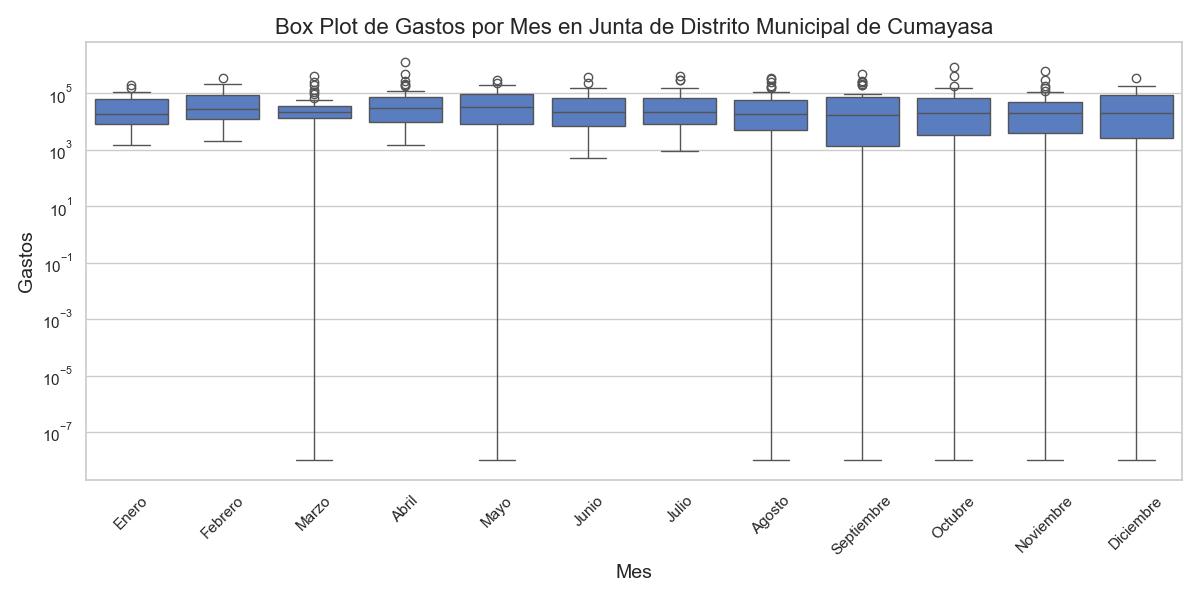 Box Plot de Gastos por Mes en Junta de Distrito Municipal de Cumayasa
Gastos
10^5
10^3
10^1
10^-1
10^-3
10^-5
10^-7
Enero
Febrero
Marzo
Abril
Mayo
Junio
Julio
Agosto
Septiembre
Octubre
Noviembre
Diciembre
Mes